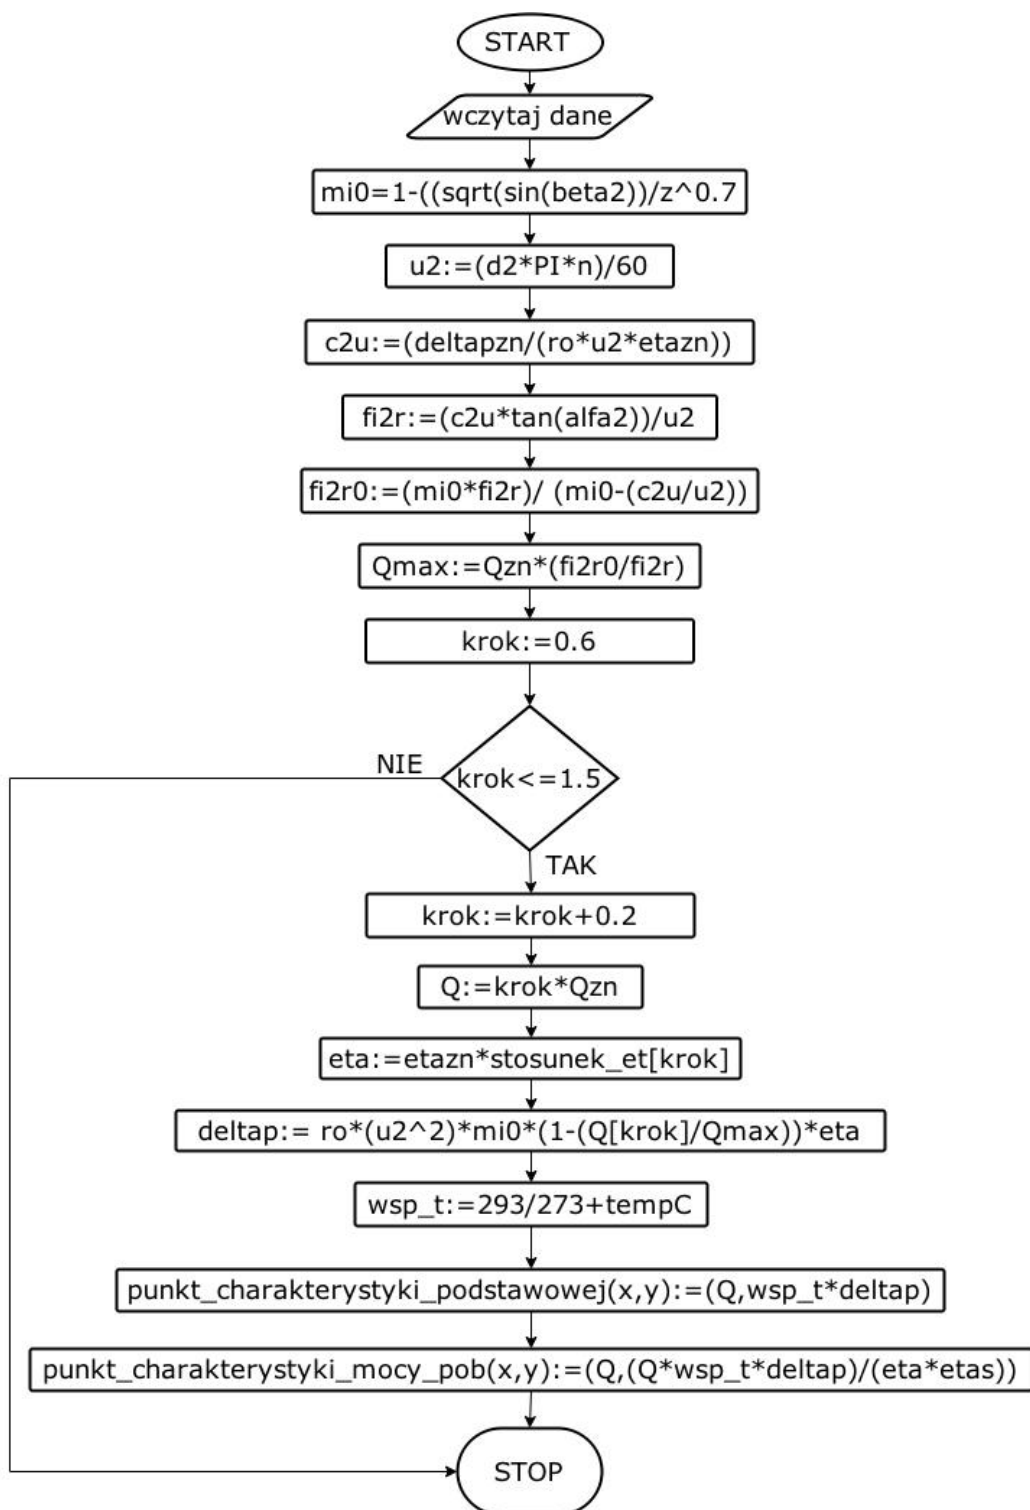 START
wczytaj dane
mi0=1-((sqrt(sin(beta2))/z^0.7
u2:=(d2*PI*n)/60
c2u:=(deltapzn/(ro*u2*etazn))
fi2r:=(c2u*tan(alfa2))/u2
fi2r0:=(mi0*fi2r)/ (mi0-(c2u/u2))
Qmax:=Qzn*(fi2r0/fi2r)
krok:=0.6
NIE
krok<=1.5
TAK
krok:=krok+0.2
Q:=krok*Qzn
eta:=etazn*stosunek_et[krok]
deltap:= ro*(u2^2)*mi0*(1-(Q[krok]/Qmax))*eta
wsp_t:=293/273+tempC
punkt_charakterystyki_podstawowej(x,y):=(Q,wsp_t*deltap)
punkt_charakterystyki_mocy_pob(x,y):=(Q,(Q*wsp_t*deltap)/(eta*etas))
STOP